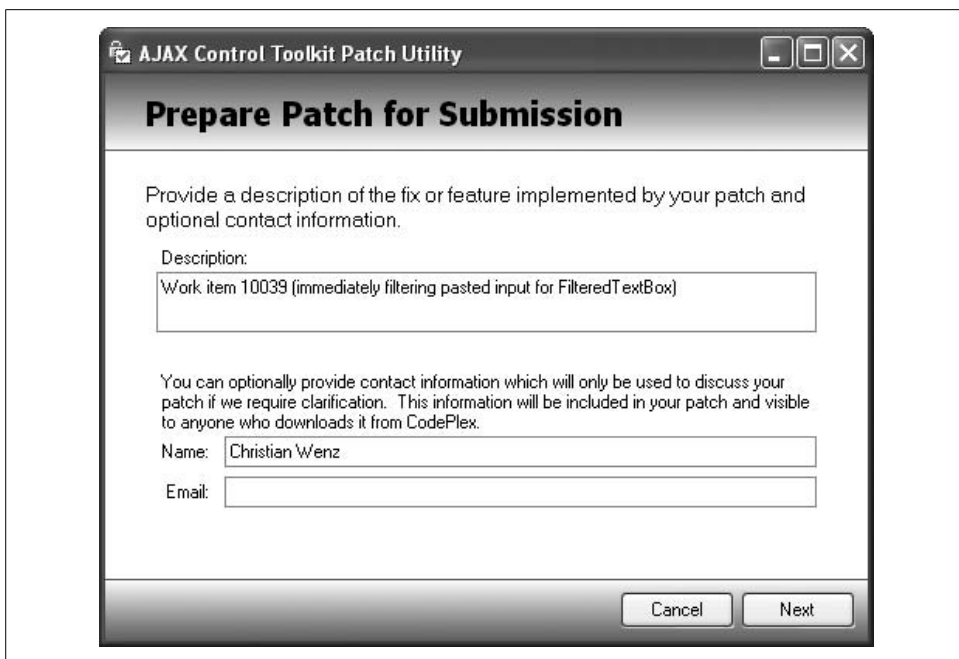 AJAX Control Toolkit Patch Utility
Prepare Patch for Submission
Provide a description of the fix or feature implemented by your patch and
optional contact information.
Description:
Work item 10039 (immediately filtering pasted input for FilteredTextBox)
You can optionally provide contact information which will only be used to discuss your
patch if we require clarification.  This information will be included in your patch and visible
to anyone who downloads it from CodePlex.
Name: Christian Wenz
Email:
Cancel Next